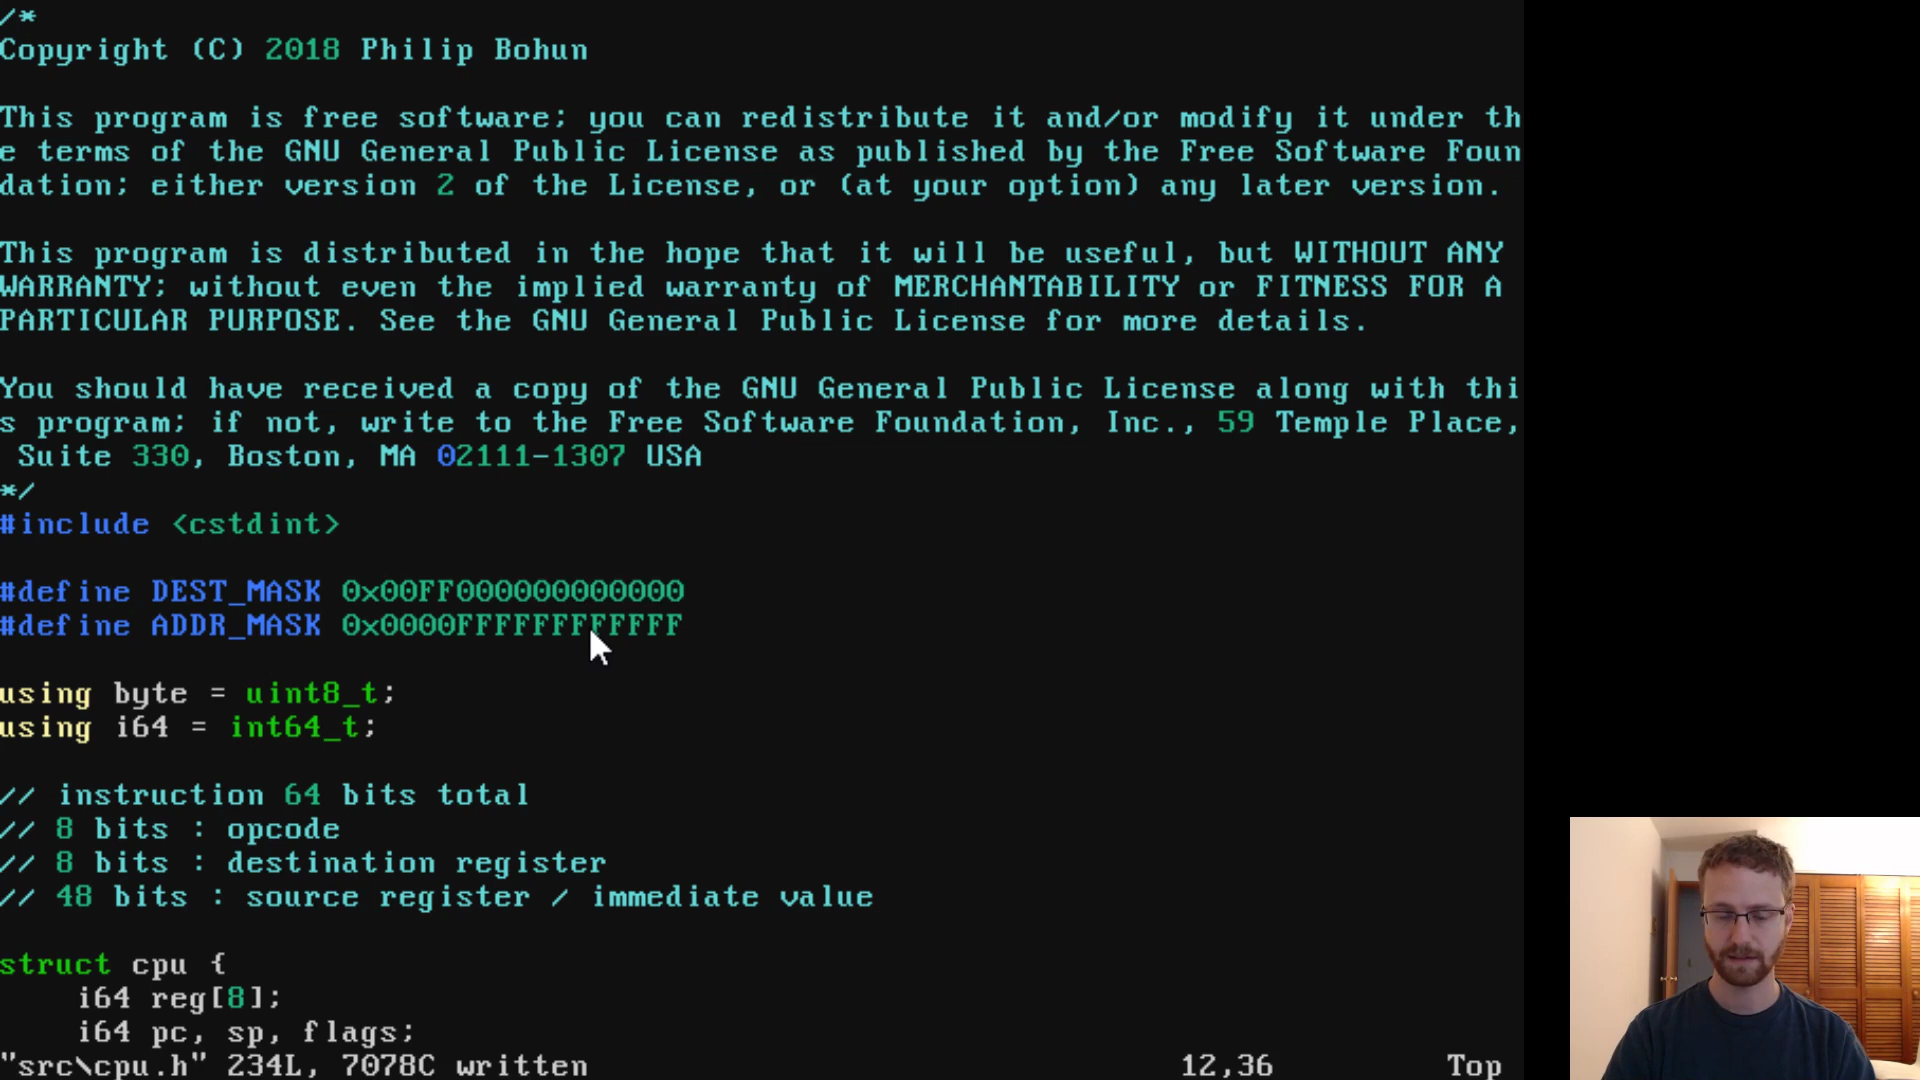 /*
Copyright (C) 2018 Philip Bohun
This program is free software; you can redistribute it and/or modify it under th
e terms of the GNU General Public License as published by the Free Software Foun
dation; either version 2 of the License, or (at your option) any later version.
This program is distributed in the hope that it will be useful, but WITHOUT ANY
WARRANTY; without even the implied warranty of MERCHANTABILITY or FITNESS FOR A
PARTICULAR PURPOSE. See the GNU General Public License for more details.
You should have received a copy of the GNU General Public License along with thi
s program; if not, write to the Free Software Foundation, Inc., 59 Temple Place,
 Suite 330, Boston, MA 02111-1307 USA
*/
#include <cstdint>
#define DEST_MASK 0x00FF000000000000
#define ADDR_MASK 0x0000FFFFFFFFFFFF
using byte = uint8_t;
using i64 = int64_t;
// instruction 64 bits total
// 8 bits : opcode
// 8 bits : destination register
// 48 bits : source register / immediate value
struct cpu {
    i64 reg[8];
    i64 pc, sp, flags;
"src\cpu.h" 234L, 7078C written 12,36 Top